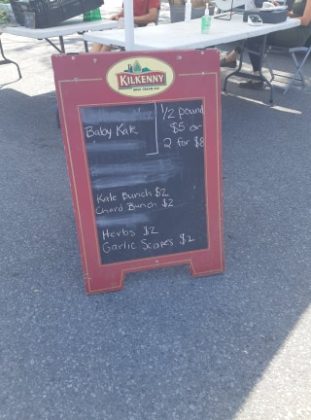 KILKENNY
Baby Kale
1/2 pound
$5 or
2 for $8
Kale Bunch $2
Chard Bunch $2
Herbs $2
Garlic Scapes $2